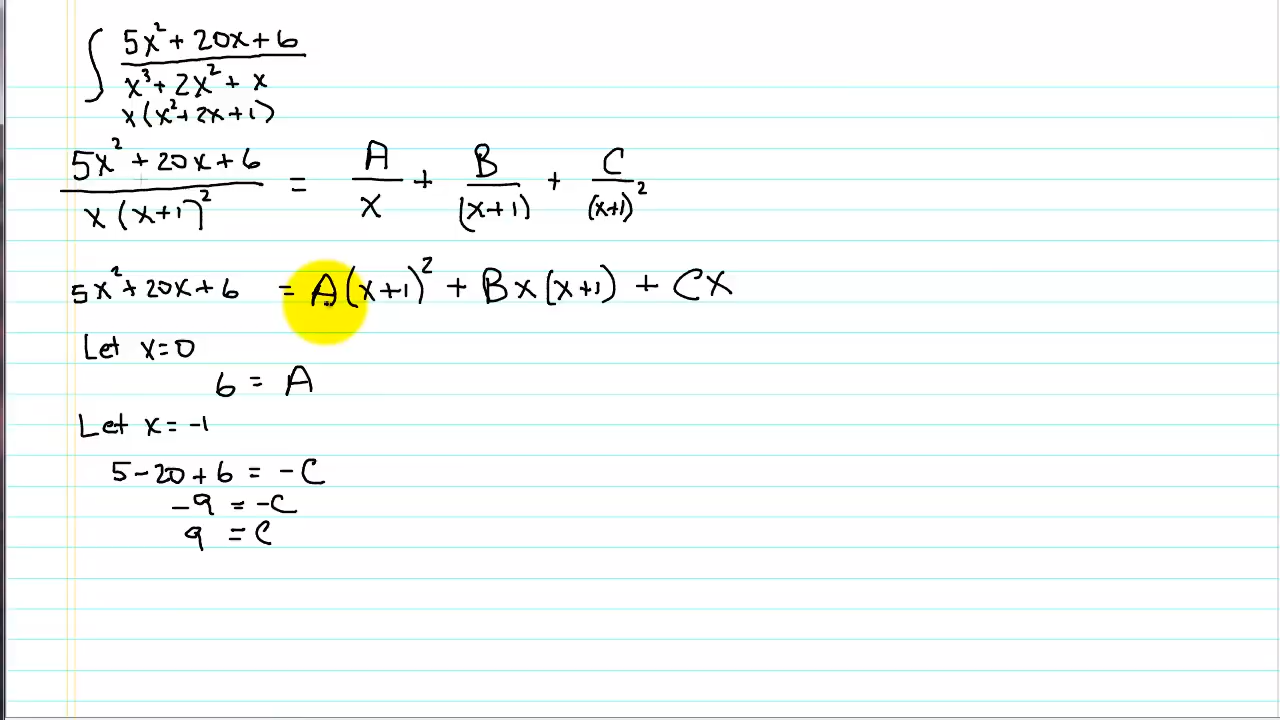 ∫ (5x² + 20x + 6)/(x³ + 2x² + x)
x(x² + 2x + 1)
(5x² + 20x + 6)/(x(x+1)²) = A/x + B/(x+1) + C/(x+1)²
5x² + 20x + 6 = A(x+1)² + Bx(x+1) + Cx
Let x=0
6 = A
Let x = -1
5 - 20 + 6 = -C
-9 = -C
9 = C